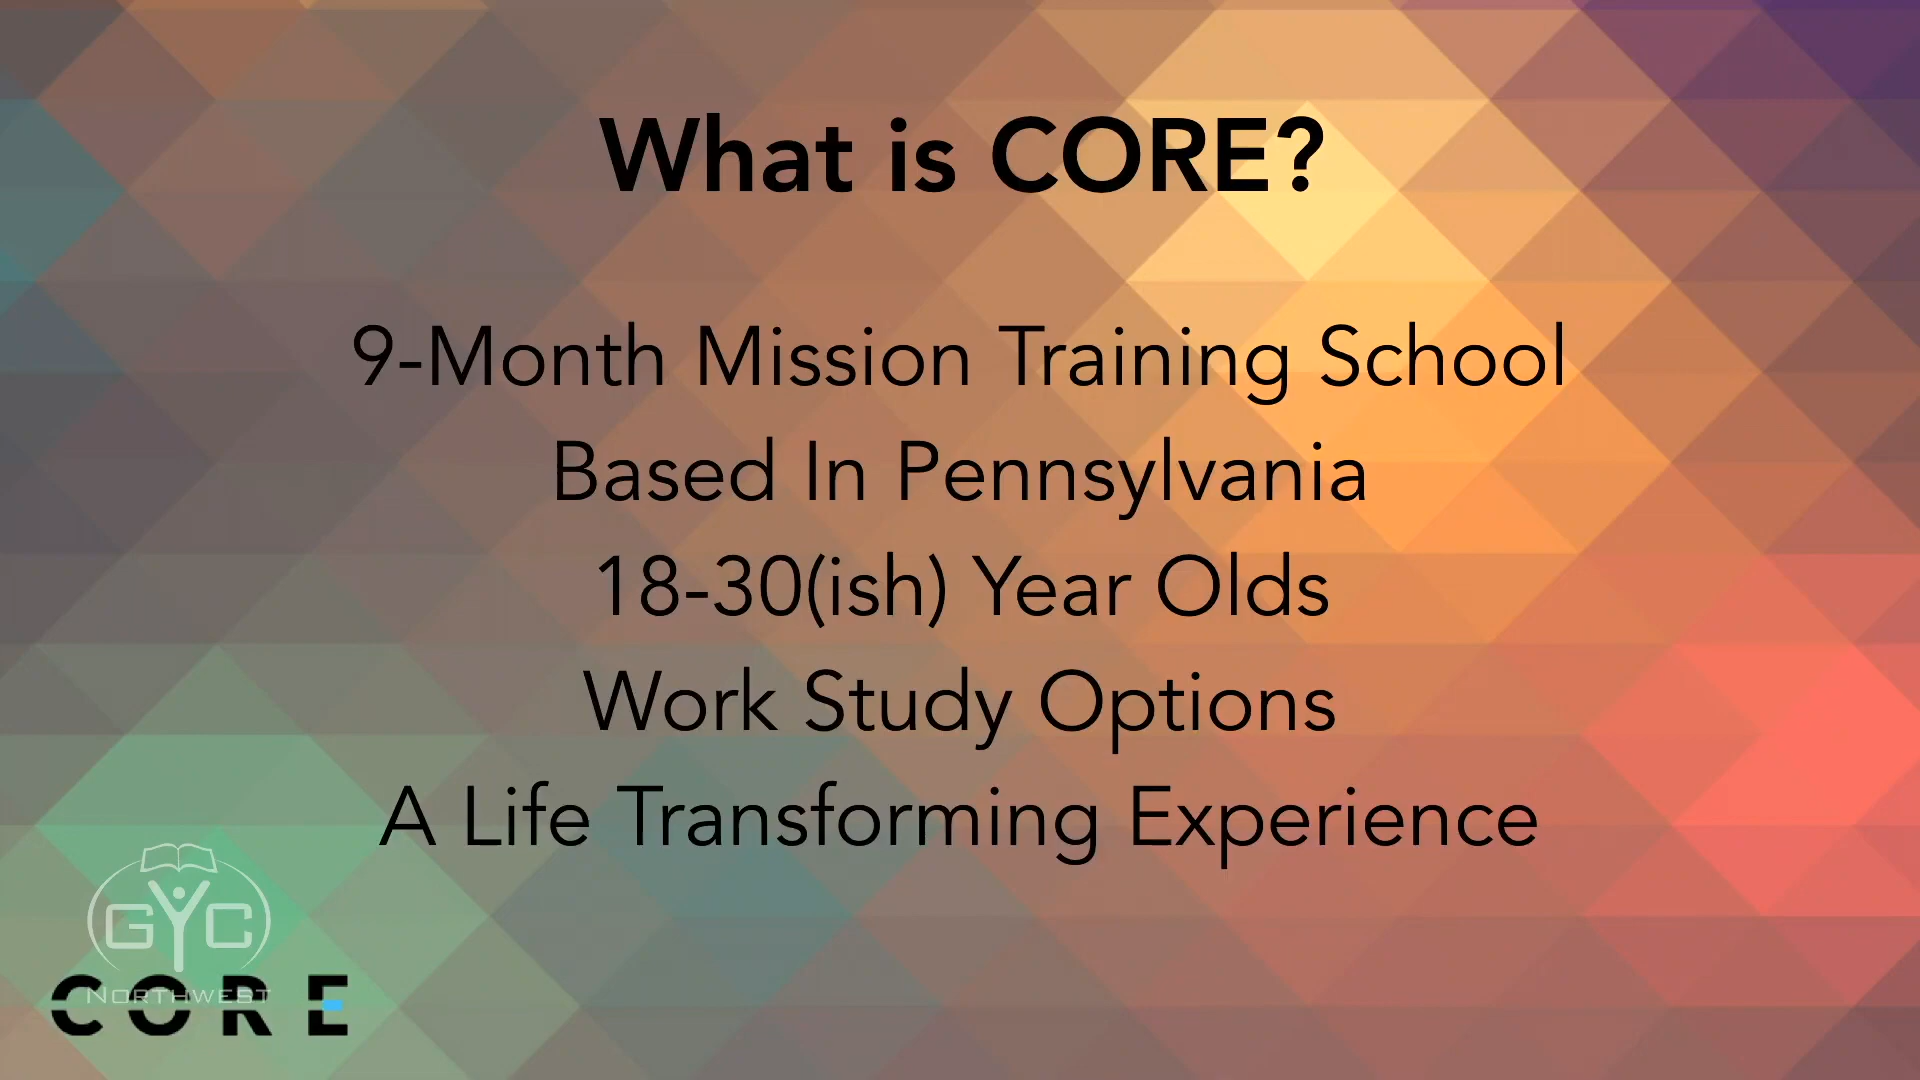 What is CORE?
9-Month Mission Training School
Based In Pennsylvania
18-30(ish) Year Olds
Work Study Options
A Life Transforming Experience
GYC
NORTHWEST
CORE